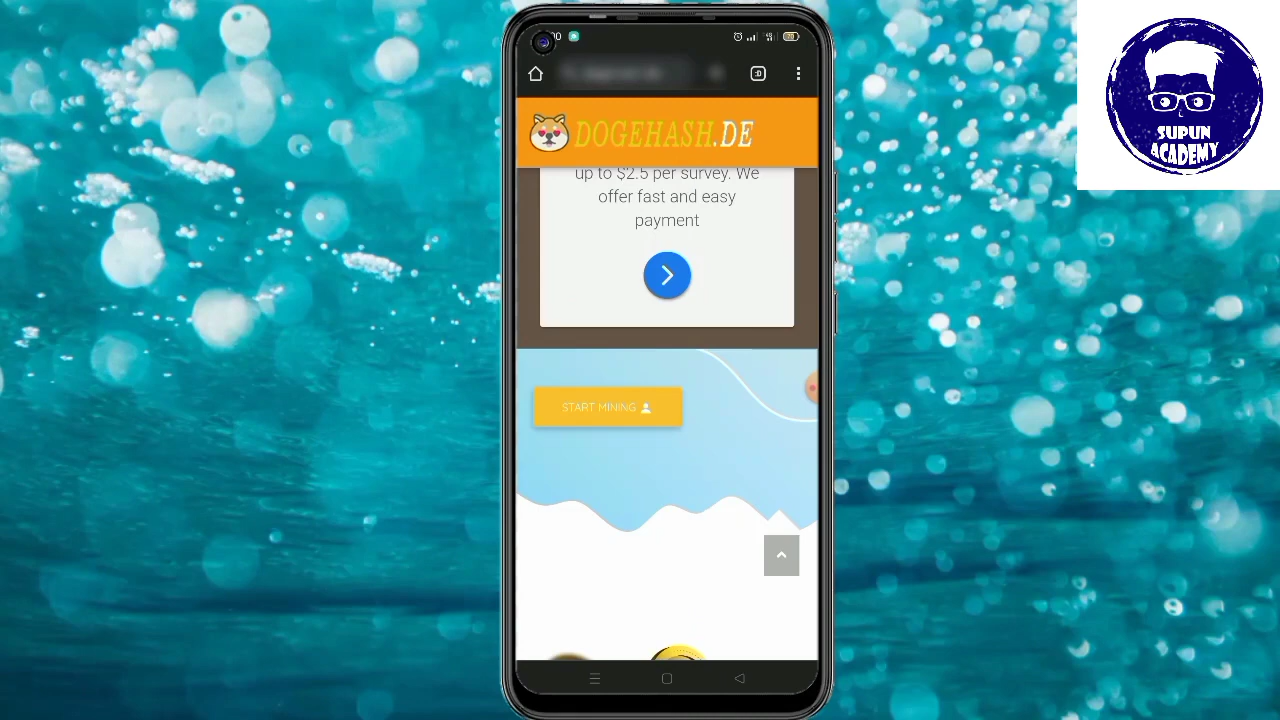 DOGEHASH.DE
up to $2.5 per survey. We
offer fast and easy
payment
START MINING
SUPUN
ACADEMY